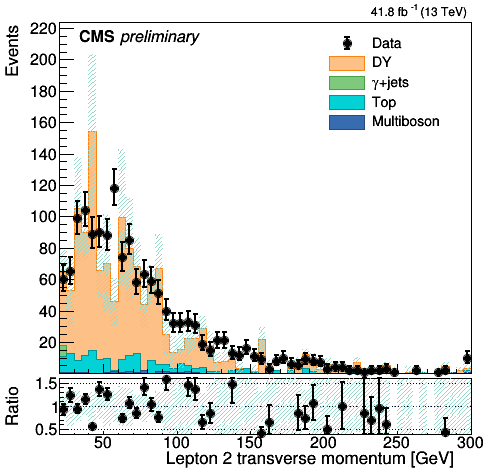 41.8 fb⁻¹ (13 TeV)
CMS preliminary
Events
220
200
180
160
140
120
100
80
60
40
20
Data
DY
γ+jets
Top
Multiboson
Ratio
1.5
1
0.5
50 100 150 200 250 300
Lepton 2 transverse momentum [GeV]